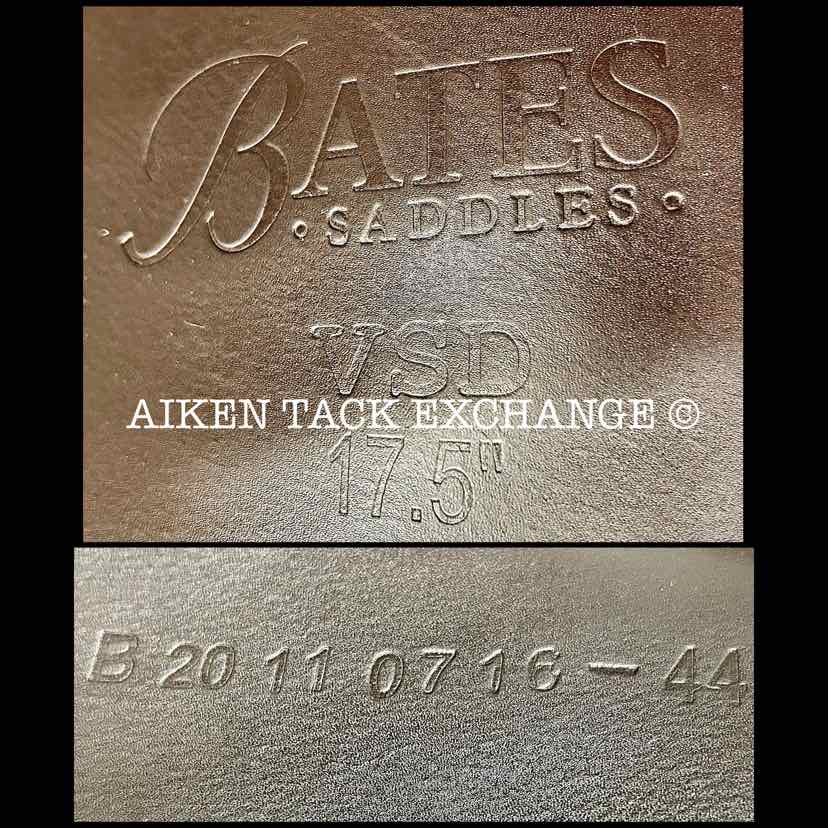 BATES
• SADDLES •
VSD
AIKEN TACK EXCHANGE ©
17.5"
B 20 11 07 16 – 44